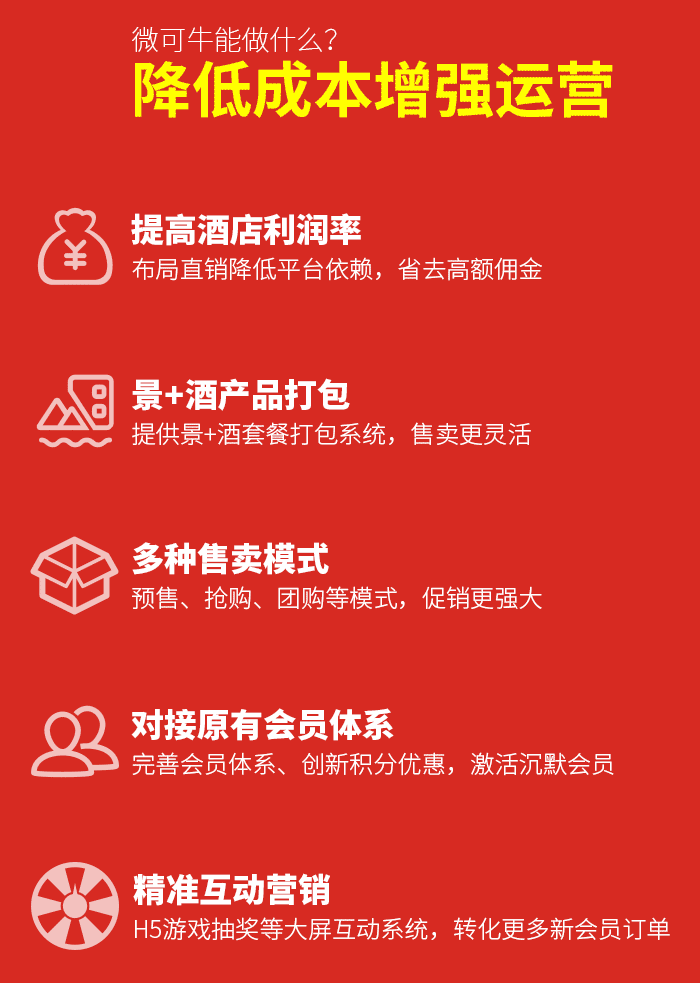 微可牛能做什么？
降低成本增强运营
提高酒店利润率
布局直销降低平台依赖，省去高额佣金
景+酒产品打包
提供景+酒套餐打包系统，售卖更灵活
多种售卖模式
预售、抢购、团购等模式，促销更强大
对接原有会员体系
完善会员体系、创新积分优惠，激活沉默会员
精准互动营销
H5游戏抽奖等大屏互动系统，转化更多新会员订单